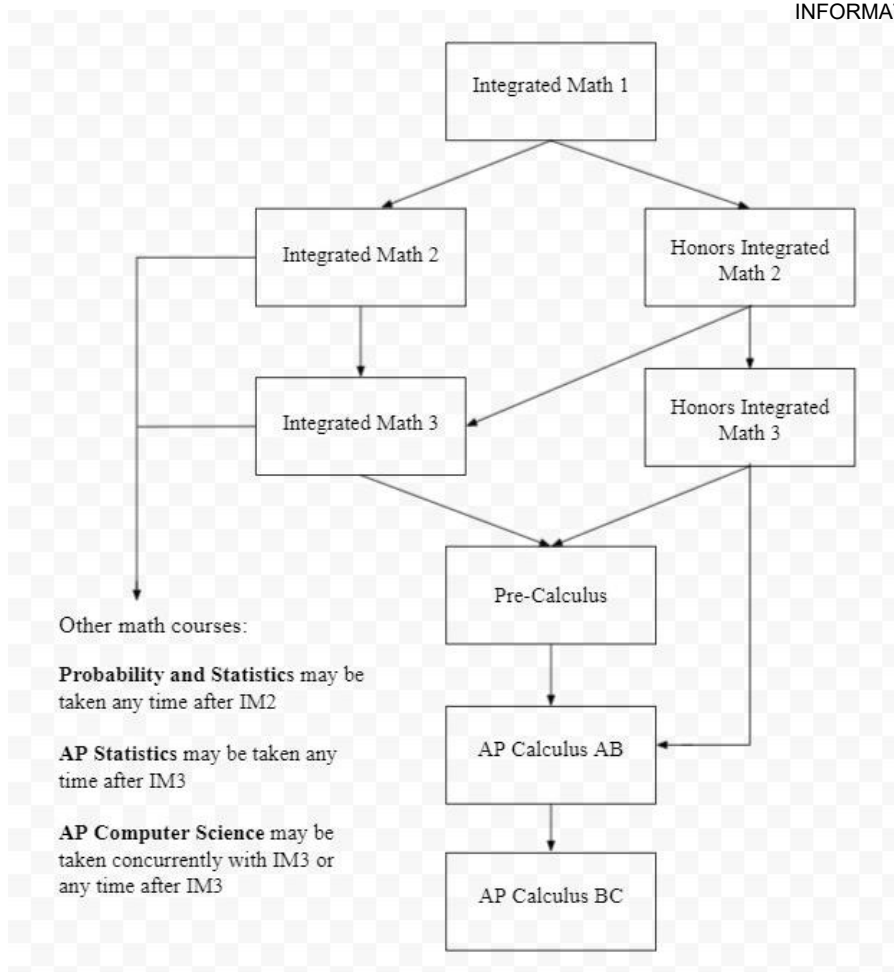 INFORMA
Integrated Math 1
Integrated Math 2
Honors Integrated
Math 2
Integrated Math 3
Honors Integrated
Math 3
Pre-Calculus
Other math courses:
Probability and Statistics may be
taken any time after IM2
AP Statistics may be taken any
time after IM3
AP Computer Science may be
taken concurrently with IM3 or
any time after IM3
AP Calculus AB
AP Calculus BC